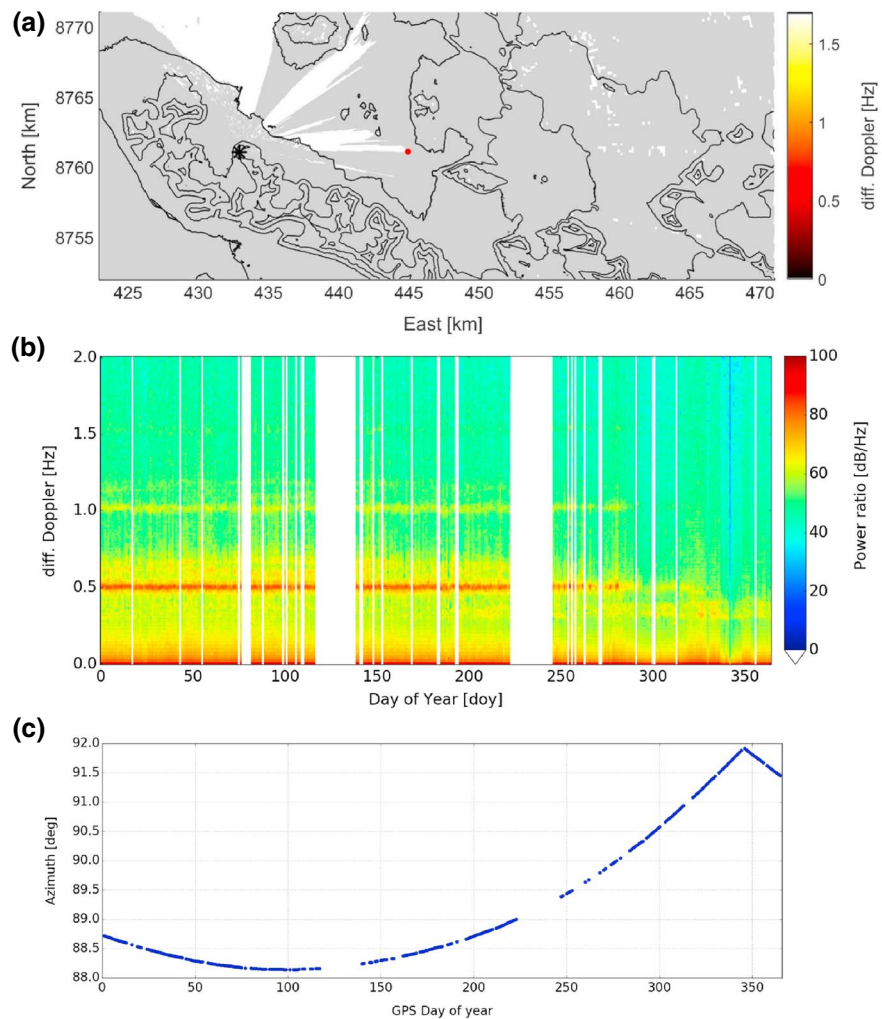 (a)
8770
8765
8760
8755
North [km]
425 430 435 440 445 450 455 460 465 470
East [km]
1.5
1
0.5
0
diff. Doppler [Hz]
(b)
2.0
1.5
1.0
0.5
0.0
diff. Doppler [Hz]
0 50 100 150 200 250 300 350
Day of Year [doy]
100
80
60
40
20
0
Power ratio [dB/Hz]
(c)
92.0
91.5
91.0
90.5
90.0
89.5
89.0
88.5
88.0
Azimuth [deg]
0 50 100 150 200 250 300 350
GPS Day of year